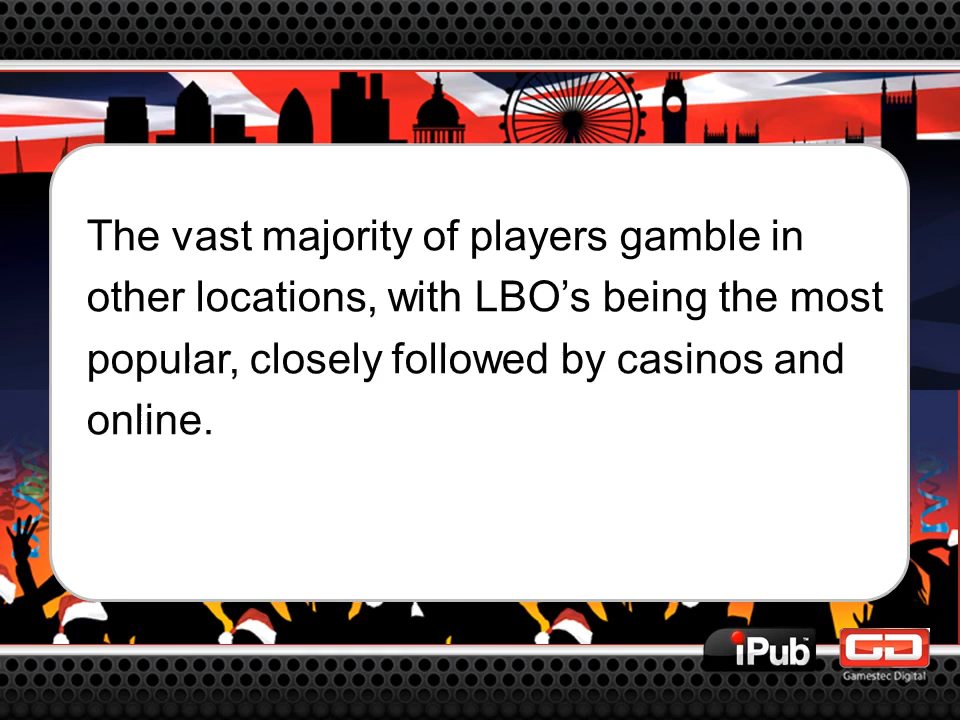 The vast majority of players gamble in
other locations, with LBO’s being the most
popular, closely followed by casinos and
online.
iPub™
GD
Gamestec Digital